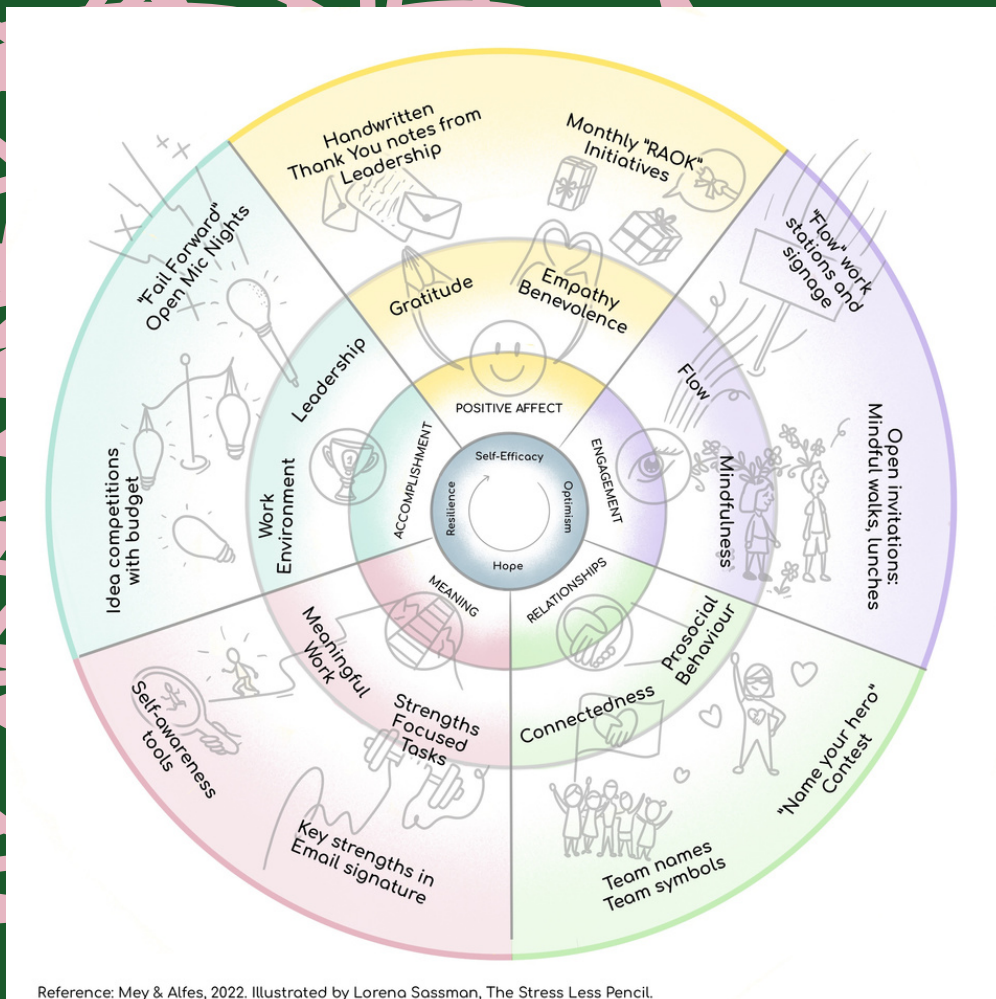 Handwritten
Thank You notes from
Leadership
Monthly "RAOK"
Initiatives
"Flow" work
stations and
signage
Open invitations:
Mindful walks, lunches
"Name your hero"
Contest
Team names
Team symbols
Key strengths in
Email signature
Self-awareness
tools
Idea competitions
with budget
"Fail Forward"
Open Mic Nights
Gratitude
Empathy
Benevolence
Flow
Mindfulness
Prosocial
Behaviour
Connectedness
Strengths
Focused
Tasks
Meaningful
Work
Work
Environment
Leadership
1
POSITIVE AFFECT
ENGAGEMENT
RELATIONSHIPS
MEANING
ACCOMPLISHMENT
Self-Efficacy
Optimism
Hope
Resilience
Reference: Mey & Alfes, 2022. Illustrated by Lorena Sassman, The Stress Less Pencil.